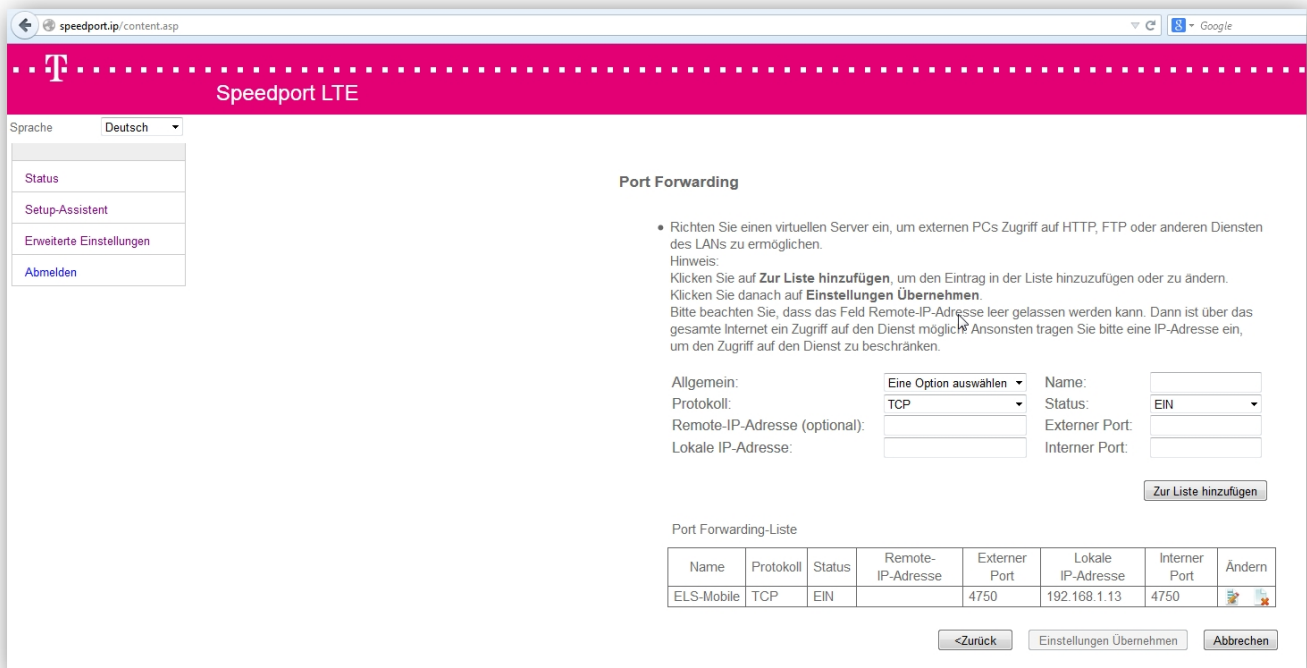 speedport.ip/content.asp
Google
T
Speedport LTE
Sprache Deutsch
Status
Setup-Assistent
Erweiterte Einstellungen
Abmelden
Port Forwarding
Richten Sie einen virtuellen Server ein, um externen PCs Zugriff auf HTTP, FTP oder anderen Diensten
des LANs zu ermöglichen.
Hinweis:
Klicken Sie auf Zur Liste hinzufügen, um den Eintrag in der Liste hinzuzufügen oder zu ändern.
Klicken Sie danach auf Einstellungen Übernehmen.
Bitte beachten Sie, dass das Feld Remote-IP-Adresse leer gelassen werden kann. Dann ist über das
gesamte Internet ein Zugriff auf den Dienst möglich. Ansonsten tragen Sie bitte eine IP-Adresse ein,
um den Zugriff auf den Dienst zu beschränken.
Allgemein: Eine Option auswählen Name:
Protokoll: TCP Status: EIN
Remote-IP-Adresse (optional): Externer Port:
Lokale IP-Adresse: Interner Port:
Zur Liste hinzufügen
Port Forwarding-Liste
Name Protokoll Status Remote-IP-Adresse Externer Port Lokale IP-Adresse Interner Port Ändern
ELS-Mobile TCP EIN 4750 192.168.1.13 4750
<Zurück Einstellungen Übernehmen Abbrechen